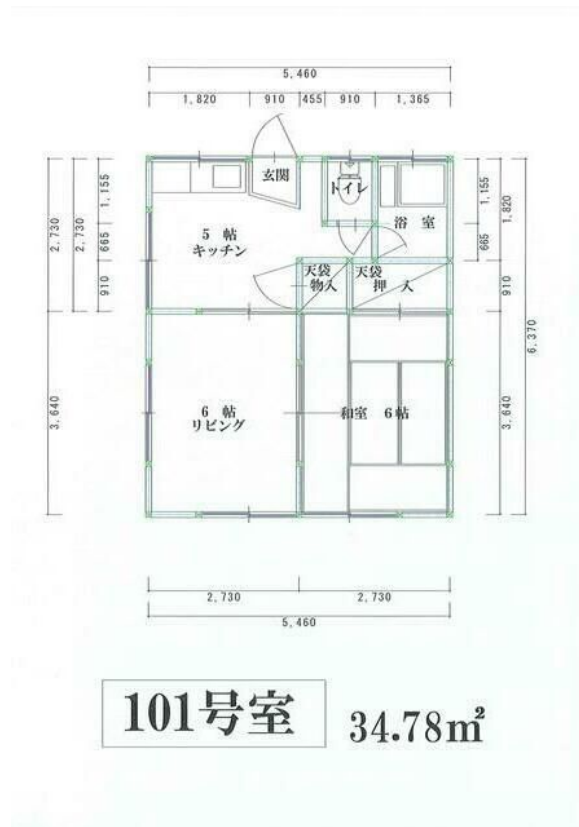 5,460
1,820 910 455 910 1,365
玄関
トイレ
浴室
5帖
キッチン
天袋
物入
天袋
押入
2,730
2,730
1,155
665
910
3,640
1,155
665
1,820
910
3,640
6,370
6帖
リビング
和室 6帖
2,730 2,730
5,460
101号室 34.78㎡